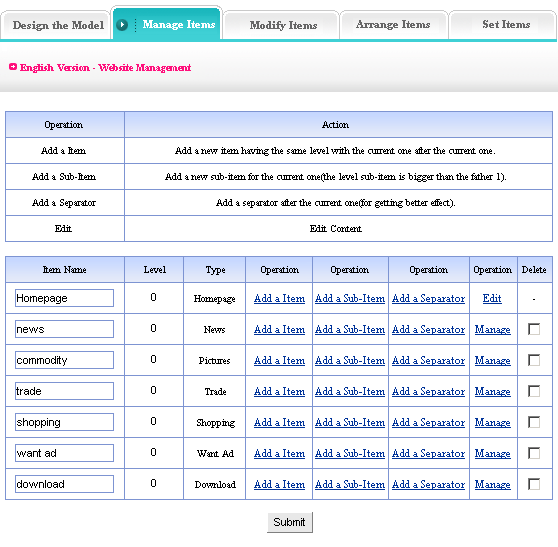 Design the Model Manage Items Modify Items Arrange Items Set Items
English Version - Website Management
Operation Action
Add a Item Add a new item having the same level with the current one after the current one.
Add a Sub-Item Add a new sub-item for the current one(the level sub-item is bigger than the father 1).
Add a Separator Add a separator after the current one(for getting better effect).
Edit Edit Content
Item Name Level Type Operation Operation Operation Operation Delete
Homepage 0 Homepage Add a Item Add a Sub-Item Add a Separator Edit -
news 0 News Add a Item Add a Sub-Item Add a Separator Manage
commodity 0 Pictures Add a Item Add a Sub-Item Add a Separator Manage
trade 0 Trade Add a Item Add a Sub-Item Add a Separator Manage
shopping 0 Shopping Add a Item Add a Sub-Item Add a Separator Manage
want ad 0 Want Ad Add a Item Add a Sub-Item Add a Separator Manage
download 0 Download Add a Item Add a Sub-Item Add a Separator Manage
Submit